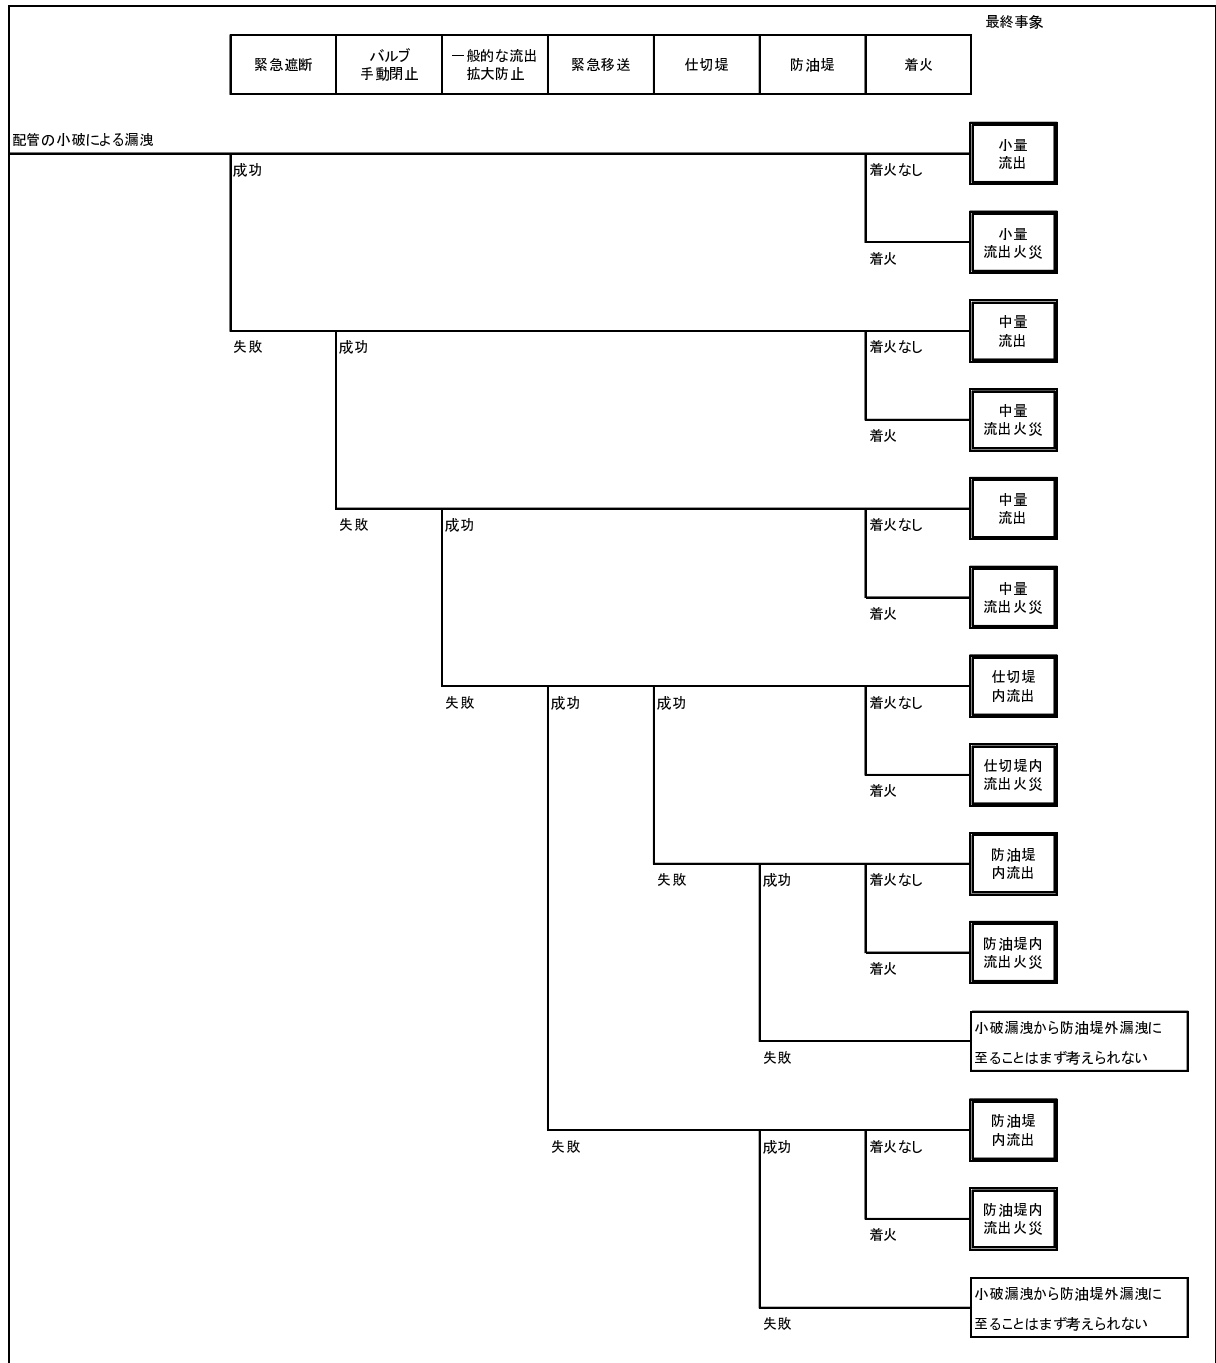 最終事象
緊急遮断
バルブ
手動閉止
一般的な流出
拡大防止
緊急移送
仕切堤
防油堤
着火
配管の小破による漏洩
成功
着火なし
小量
流出
着火
小量
流出火災
失敗
成功
着火なし
中量
流出
着火
中量
流出火災
失敗
成功
着火なし
中量
流出
着火
中量
流出火災
失敗
成功
成功
着火なし
仕切堤
内流出
着火
仕切堤内
流出火災
失敗
成功
着火なし
防油堤
内流出
着火
防油堤内
流出火災
失敗
小破漏洩から防油堤外漏洩に
至ることはまず考えられない
失敗
成功
着火なし
防油堤
内流出
着火
防油堤内
流出火災
失敗
小破漏洩から防油堤外漏洩に
至ることはまず考えられない